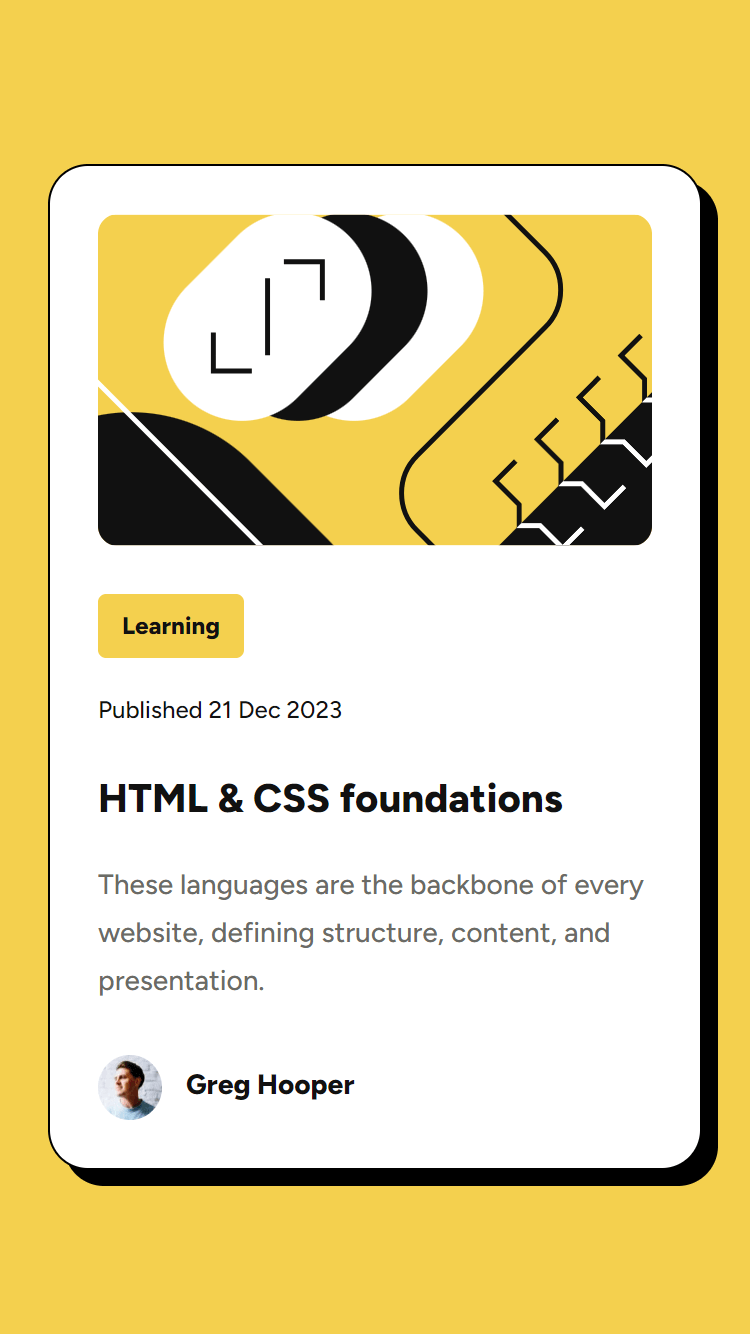 Learning
Published 21 Dec 2023
HTML & CSS foundations
These languages are the backbone of every
website, defining structure, content, and
presentation.
Greg Hooper